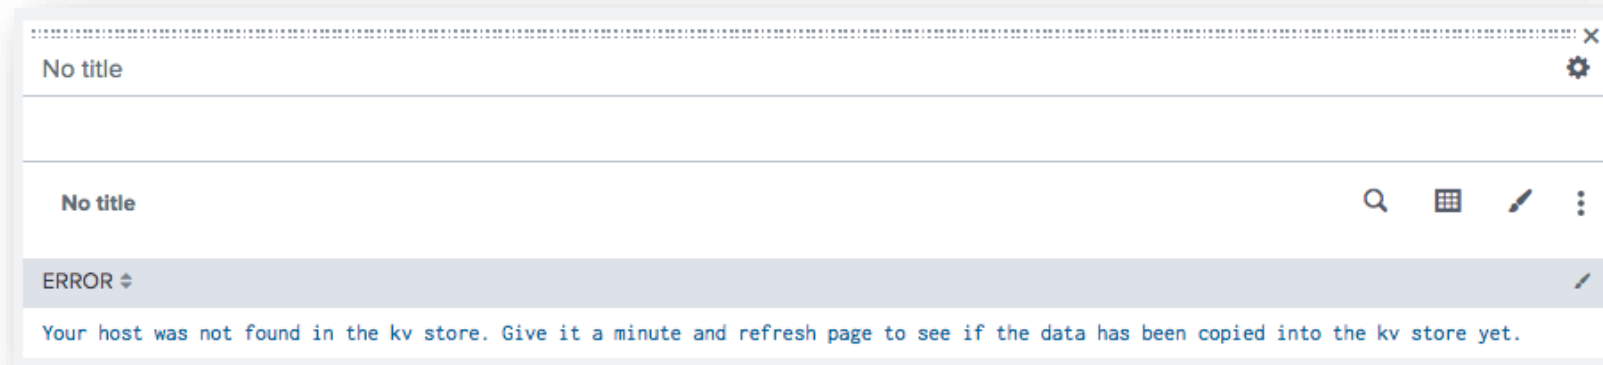 No title
No title
ERROR
Your host was not found in the kv store. Give it a minute and refresh page to see if the data has been copied into the kv store yet.